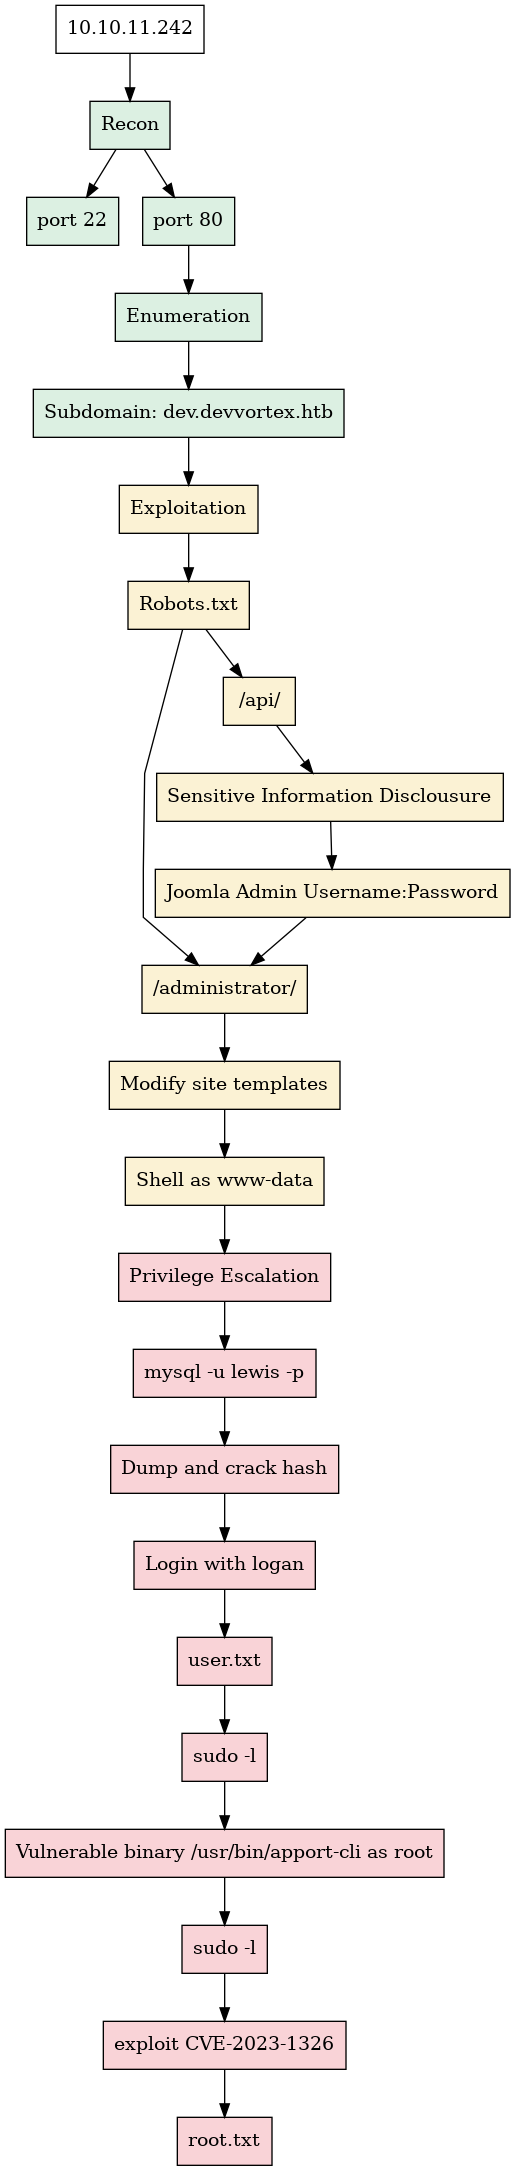 10.10.11.242
Recon
port 22
port 80
Enumeration
Subdomain: dev.devvortex.htb
Exploitation
Robots.txt
/api/
Sensitive Information Disclousure
Joomla Admin Username:Password
/administrator/
Modify site templates
Shell as www-data
Privilege Escalation
mysql -u lewis -p
Dump and crack hash
Login with logan
user.txt
sudo -l
Vulnerable binary /usr/bin/apport-cli as root
sudo -l
exploit CVE-2023-1326
root.txt